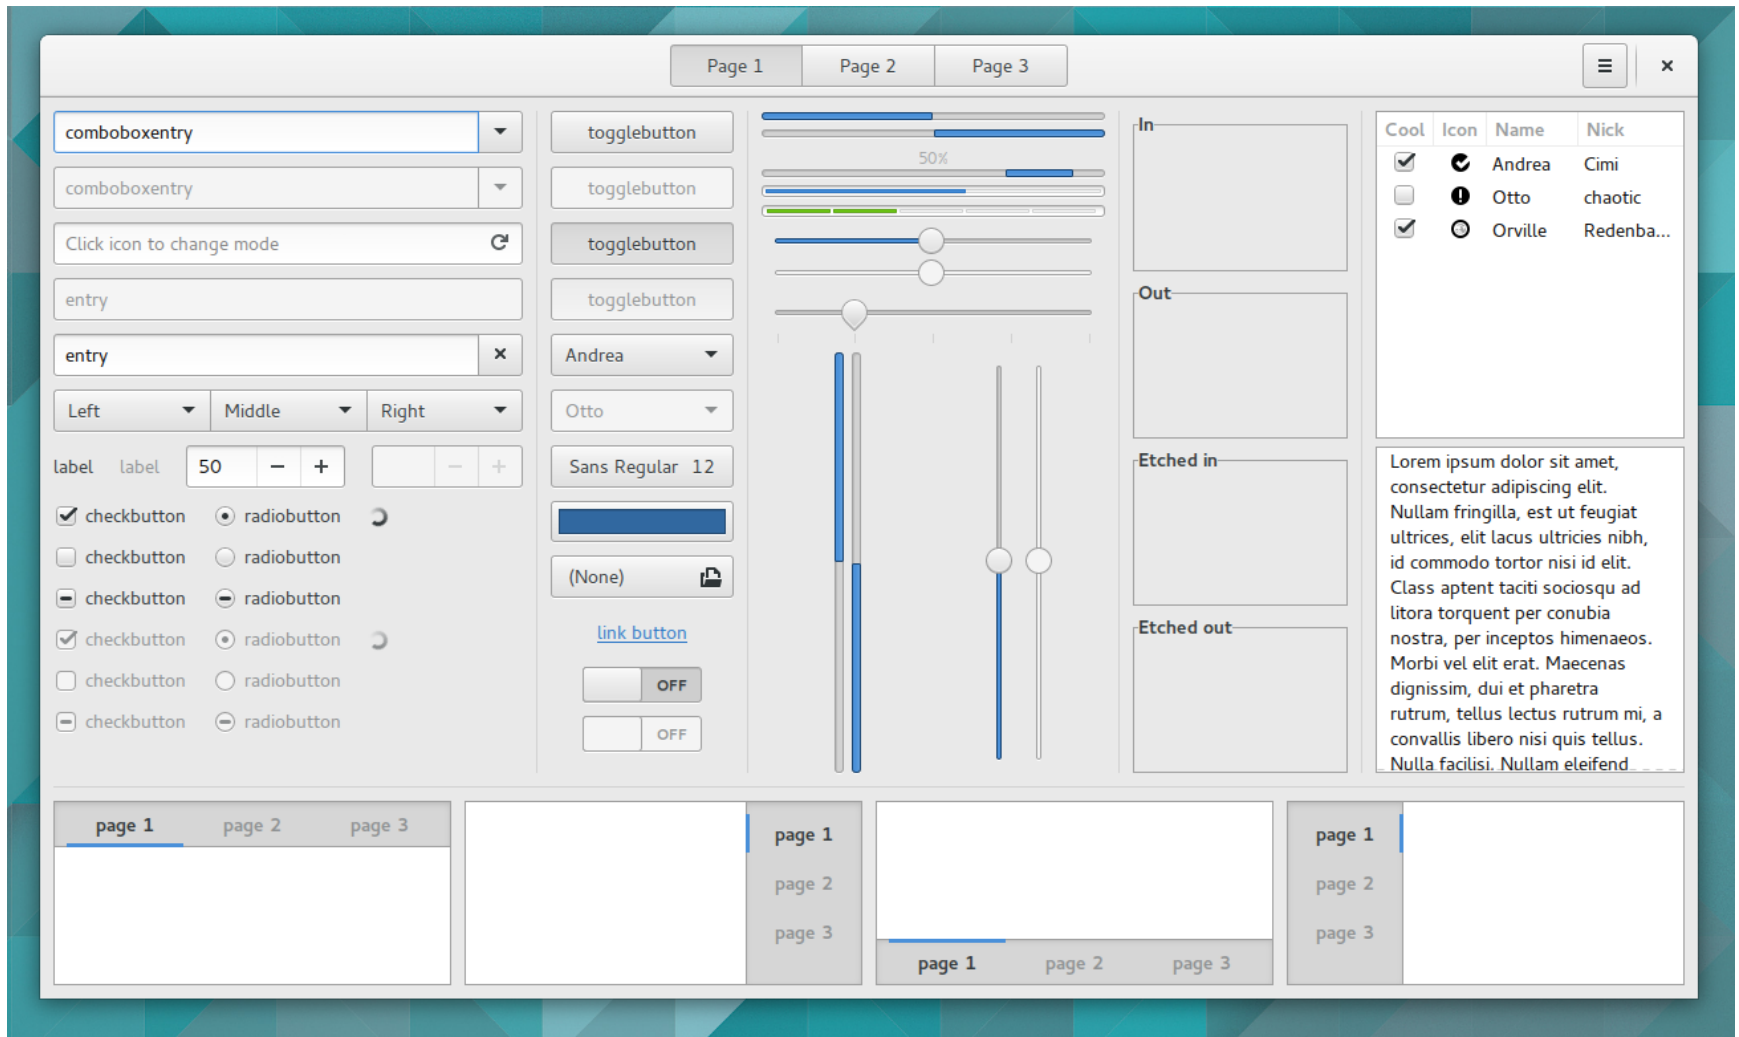 Page 1
Page 2
Page 3
comboboxentry
comboboxentry
Click icon to change mode
entry
entry
Left
Middle
Right
label
label
50
checkbutton
radiobutton
checkbutton
radiobutton
checkbutton
radiobutton
checkbutton
radiobutton
checkbutton
radiobutton
checkbutton
radiobutton
togglebutton
togglebutton
togglebutton
togglebutton
Andrea
Otto
Sans Regular 12
(None)
link button
OFF
OFF
50%
In
Out
Etched in
Etched out
Cool Icon Name Nick
Andrea Cimi
Otto chaotic
Orville Redenba...
Lorem ipsum dolor sit amet,
consectetur adipiscing elit.
Nullam fringilla, est ut feugiat
ultrices, elit lacus ultricies nibh,
id commodo tortor nisi id elit.
Class aptent taciti sociosqu ad
litora torquent per conubia
nostra, per inceptos himenaeos.
Morbi vel elit erat. Maecenas
dignissim, dui et pharetra
rutrum, tellus lectus rutrum mi, a
convallis libero nisi quis tellus.
Nulla facilisi. Nullam eleifend
page 1
page 2
page 3
page 1
page 2
page 3
page 1
page 2
page 3
page 1
page 2
page 3